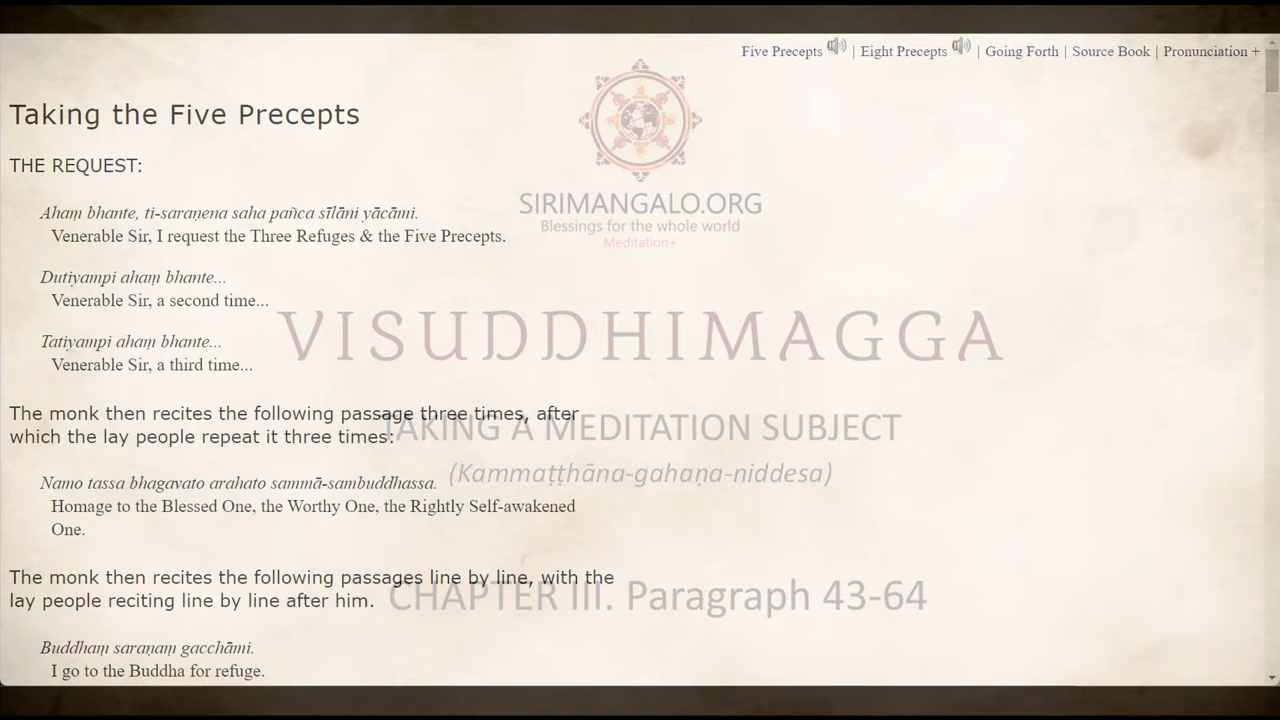 Five Precepts | Eight Precepts | Going Forth | Source Book | Pronunciation +
Taking the Five Precepts
THE REQUEST:
Ahaṃ bhante, ti-saraṇena saha pañca sīlāni yācāmi.
Venerable Sir, I request the Three Refuges & the Five Precepts.
Dutiyampi ahaṃ bhante...
Venerable Sir, a second time...
Tatiyampi ahaṃ bhante...
Venerable Sir, a third time...
The monk then recites the following passage three times, after
which the lay people repeat it three times:
Namo tassa bhagavato arahato sammā-sambuddhassa.
Homage to the Blessed One, the Worthy One, the Rightly Self-awakened
One.
The monk then recites the following passages line by line, with the
lay people reciting line by line after him.
Buddhaṃ saraṇaṃ gacchāmi.
I go to the Buddha for refuge.
SIRIMANGALO.ORG
Blessings for the whole world
Meditation+
VISUDDHIMAGGA
TAKING A MEDITATION SUBJECT
(Kammaṭṭhāna-gahaṇa-niddesa)
CHAPTER III. Paragraph 43-64